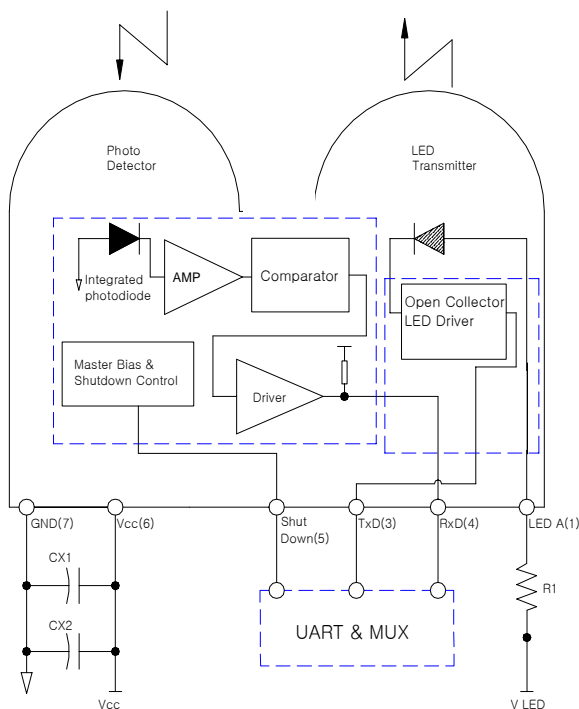 Photo
Detector
LED
Transmitter
Integrated
photodiode
AMP
Comparator
Open Collector
LED Driver
Master Bias &
Shutdown Control
Driver
GND(7)
Vcc(6)
Shut
Down(5)
TxD(3)
RxD(4)
LED A(1)
CX1
CX2
Vcc
UART & MUX
R1
V LED